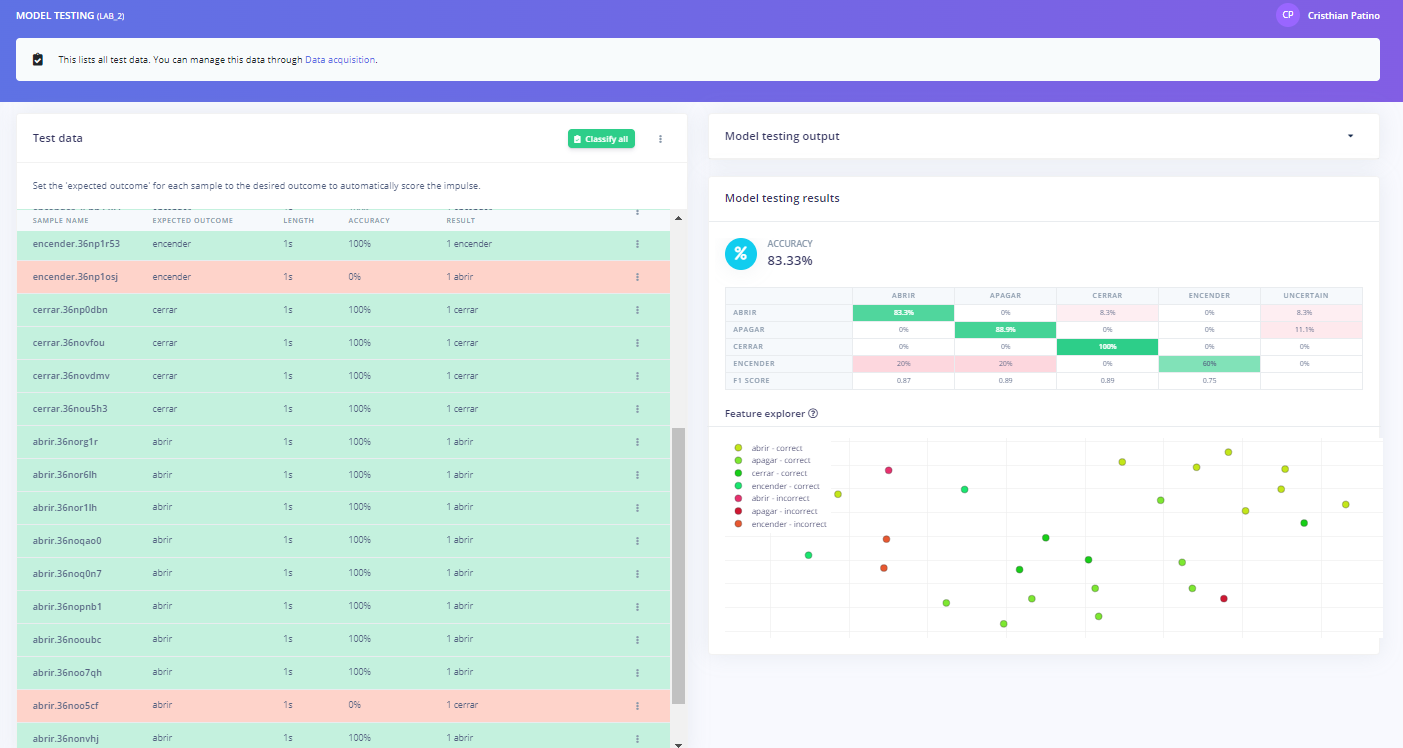 MODEL TESTING (LAB_2)
CP Cristhian Patino
This lists all test data. You can manage this data through Data acquisition.
Test data
Classify all
Set the 'expected outcome' for each sample to the desired outcome to automatically score the impulse.
SAMPLE NAME EXPECTED OUTCOME LENGTH ACCURACY RESULT
encender.36np1r53 encender 1s 100% 1 encender
encender.36np1osj encender 1s 0% 1 abrir
cerrar.36np0dbn cerrar 1s 100% 1 cerrar
cerrar.36novfou cerrar 1s 100% 1 cerrar
cerrar.36novdmv cerrar 1s 100% 1 cerrar
cerrar.36nou5h3 cerrar 1s 100% 1 cerrar
abrir.36norg1r abrir 1s 100% 1 abrir
abrir.36nor6lh abrir 1s 100% 1 abrir
abrir.36nor1lh abrir 1s 100% 1 abrir
abrir.36noqao0 abrir 1s 100% 1 abrir
abrir.36noq0n7 abrir 1s 100% 1 abrir
abrir.36nopnb1 abrir 1s 100% 1 abrir
abrir.36nooubc abrir 1s 100% 1 abrir
abrir.36noo7qh abrir 1s 100% 1 abrir
abrir.36noo5cf abrir 1s 0% 1 cerrar
abrir.36nonvhj abrir 1s 100% 1 abrir
Model testing output
Model testing results
%
ACCURACY
83.33%
ABRIR APAGAR CERRAR ENCENDER UNCERTAIN
ABRIR 83.3% 0% 8.3% 0% 8.3%
APAGAR 0% 88.9% 0% 0% 11.1%
CERRAR 0% 0% 100% 0% 0%
ENCENDER 20% 20% 0% 60% 0%
F1 SCORE 0.87 0.89 0.89 0.75
Feature explorer ?
abrir - correct
apagar - correct
cerrar - correct
encender - correct
abrir - incorrect
apagar - incorrect
encender - incorrect